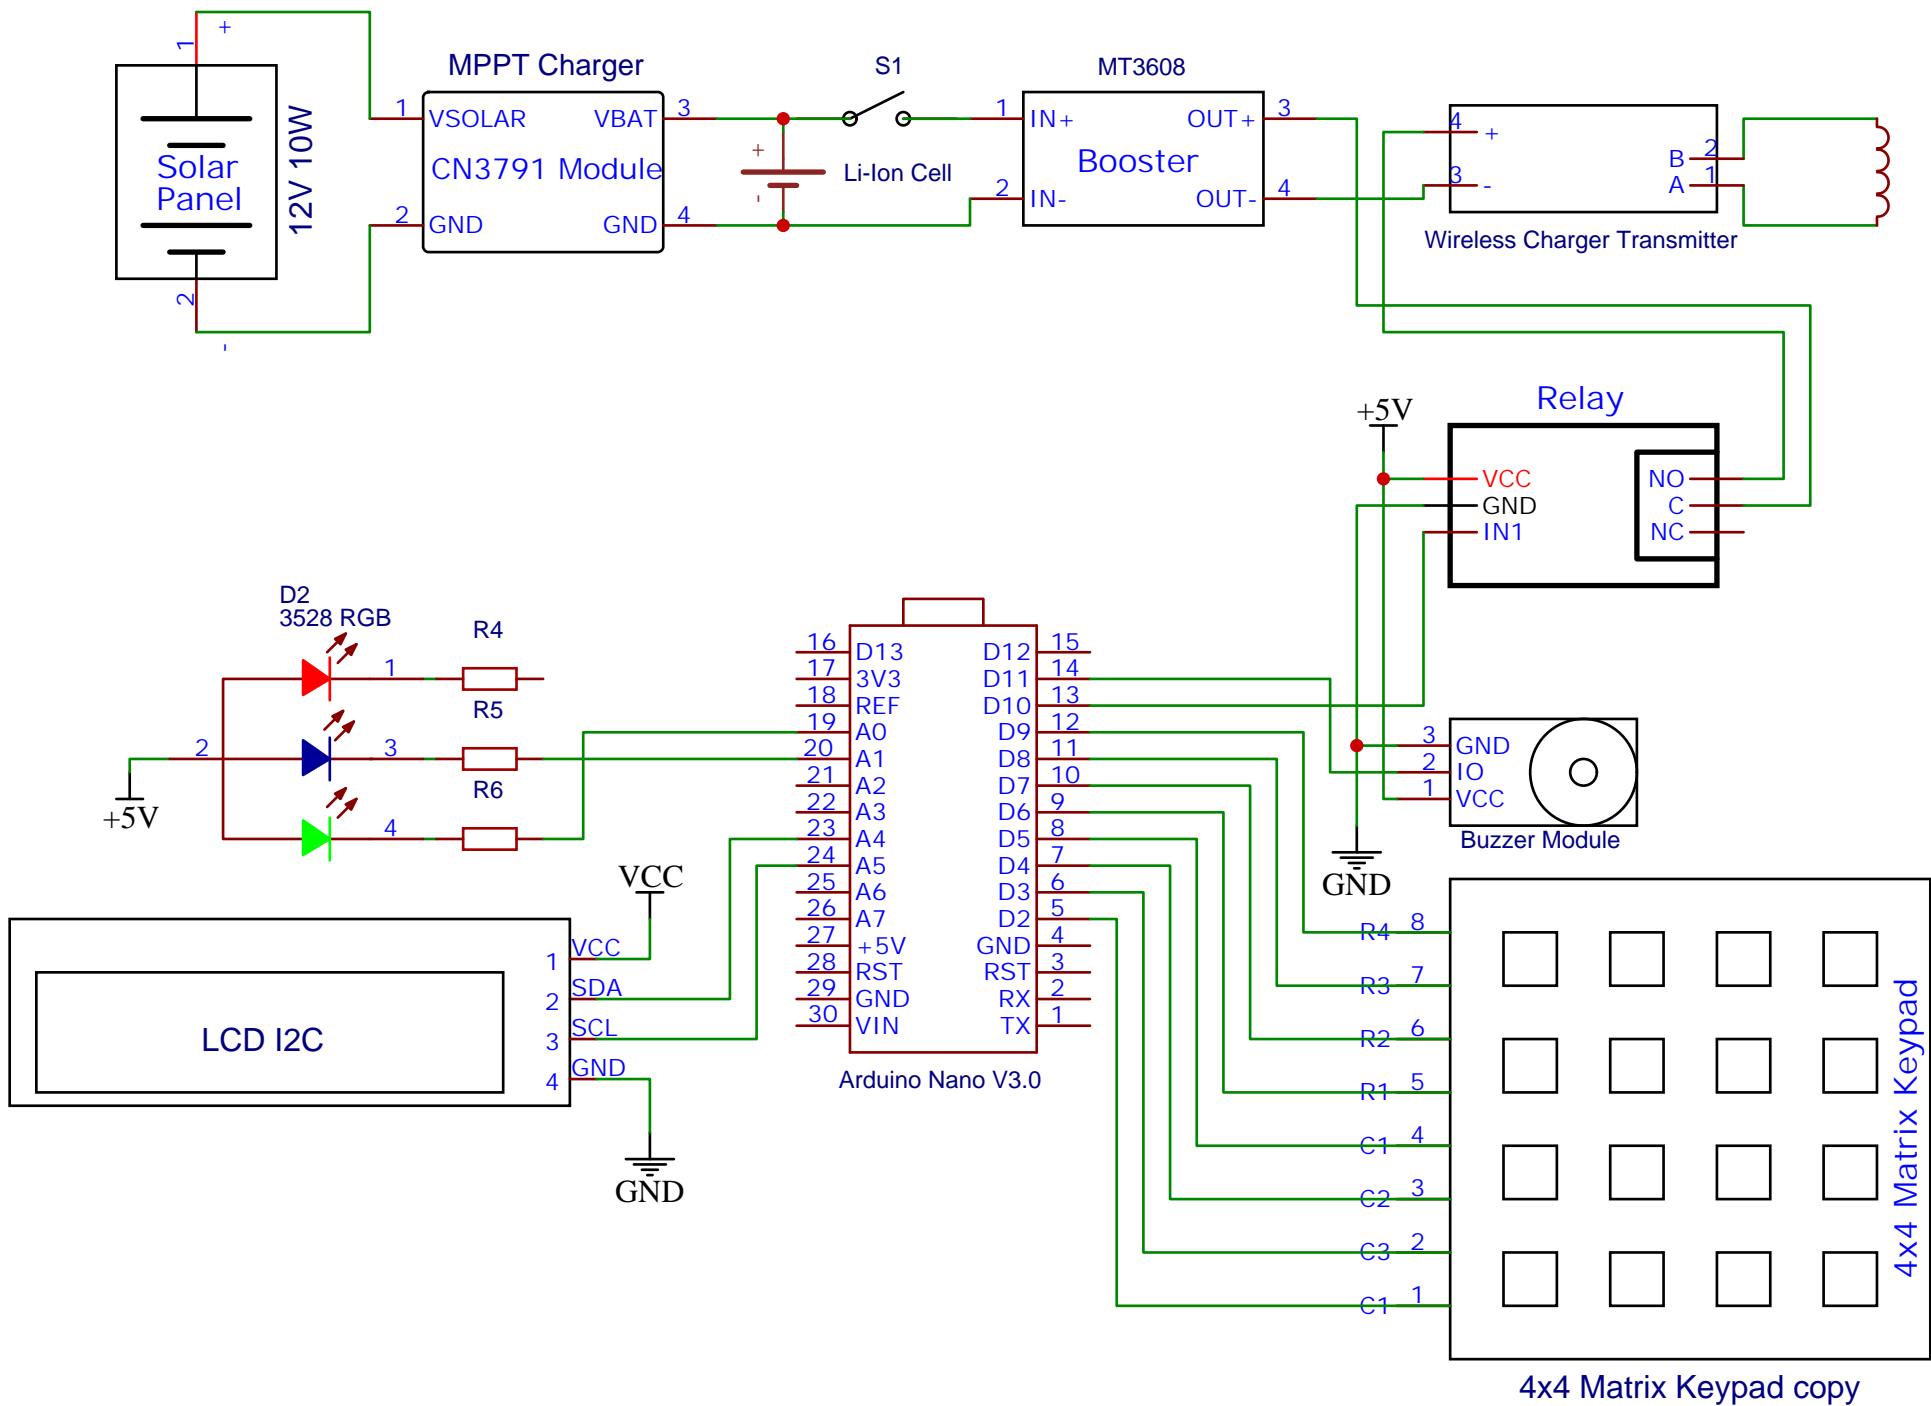 1
+
Solar
Panel
12V 10W
2
-
MPPT Charger
1
VSOLAR
VBAT
3
CN3791 Module
2
GND
GND
4
S1
+
-
Li-Ion Cell
MT3608
1
IN+
OUT+
3
Booster
2
IN-
OUT-
4
4
+
3
-
B
2
A
1
Wireless Charger Transmitter
+5V
Relay
VCC
GND
IN1
NO
C
NC
D2
3528 RGB
1
R4
2
3
R5
4
R6
+5V
16
D13
17
3V3
18
REF
19
A0
20
A1
21
A2
22
A3
23
A4
24
A5
25
A6
26
A7
27
+5V
28
RST
29
GND
30
VIN
D12
15
D11
14
D10
13
D9
12
D8
11
D7
10
D6
9
D5
8
D4
7
D3
6
D2
5
GND
4
RST
3
RX
2
TX
1
Arduino Nano V3.0
3
GND
2
IO
1
VCC
Buzzer Module
GND
VCC
LCD I2C
1
VCC
2
SDA
3
SCL
4
GND
GND
R4
8
R3
7
R2
6
R1
5
C1
4
C2
3
C3
2
C1
1
4x4 Matrix Keypad
4x4 Matrix Keypad copy